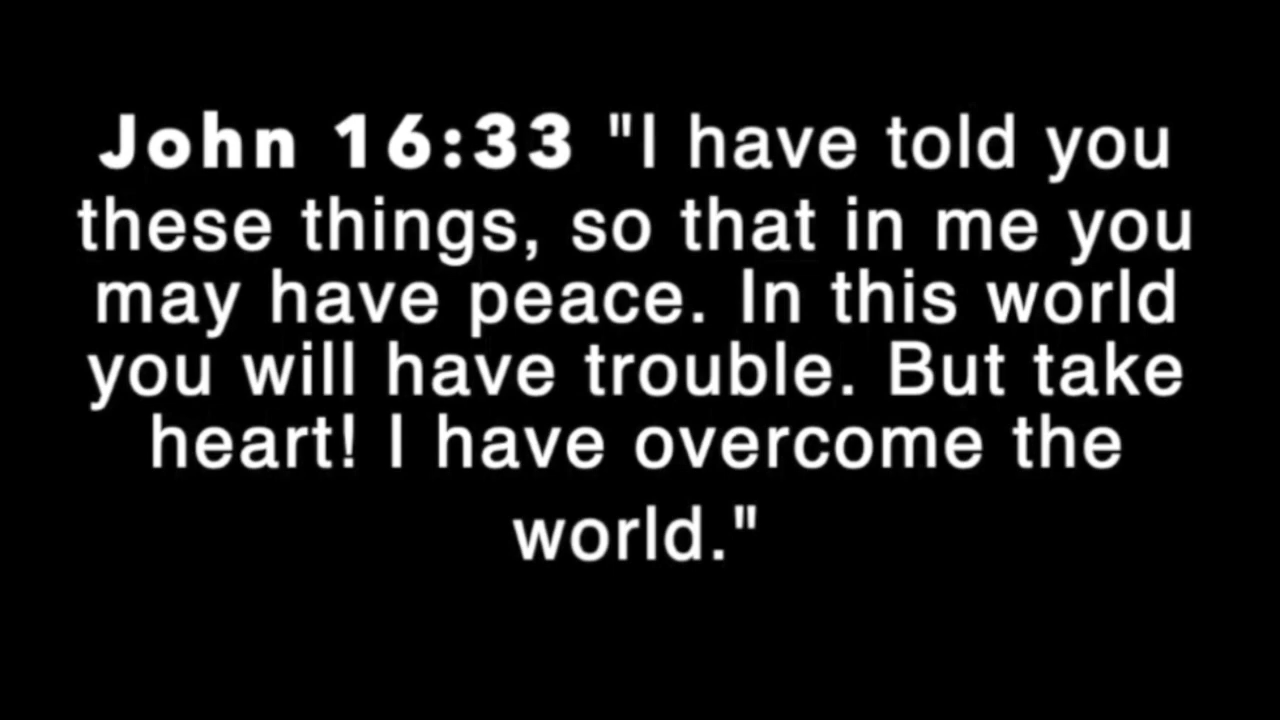 John 16:33 "I have told you
these things, so that in me you
may have peace. In this world
you will have trouble. But take
heart! I have overcome the
world."